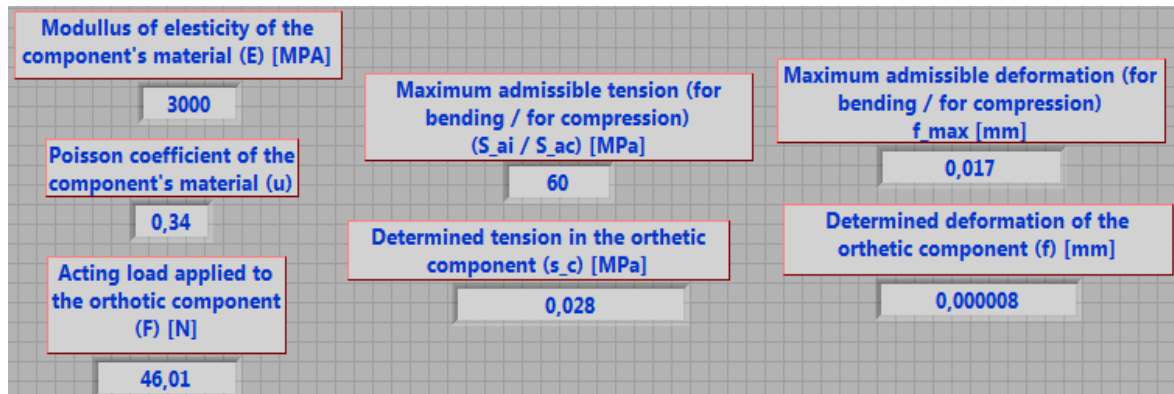 Modullus of elesticity of the
component's material (E) [MPA]
3000
Poisson coefficient of the
component's material (u)
0,34
Acting load applied to
the orthotic component
(F) [N]
46,01
Maximum admissible tension (for
bending / for compression)
(S_ai / S_ac) [MPa]
60
Determined tension in the orthetic
component (s_c) [MPa]
0,028
Maximum admissible deformation (for
bending / for compression)
f_max [mm]
0,017
Determined deformation of the
orthetic component (f) [mm]
0,000008